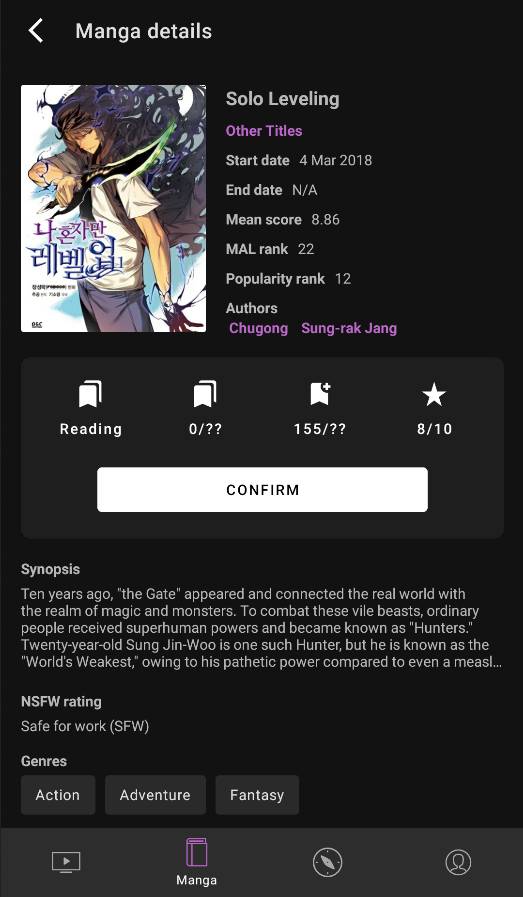 Manga details
Solo Leveling
Other Titles
Start date 4 Mar 2018
End date N/A
Mean score 8.86
MAL rank 22
Popularity rank 12
Authors
Chugong Sung-rak Jang
나 혼자만
레벨업
Reading 0/?? 155/?? 8/10
CONFIRM
Synopsis
Ten years ago, "the Gate" appeared and connected the real world with
the realm of magic and monsters. To combat these vile beasts, ordinary
people received superhuman powers and became known as "Hunters."
Twenty-year-old Sung Jin-Woo is one such Hunter, but he is known as the
"World's Weakest," owing to his pathetic power compared to even a measl...
NSFW rating
Safe for work (SFW)
Genres
Action Adventure Fantasy
Manga